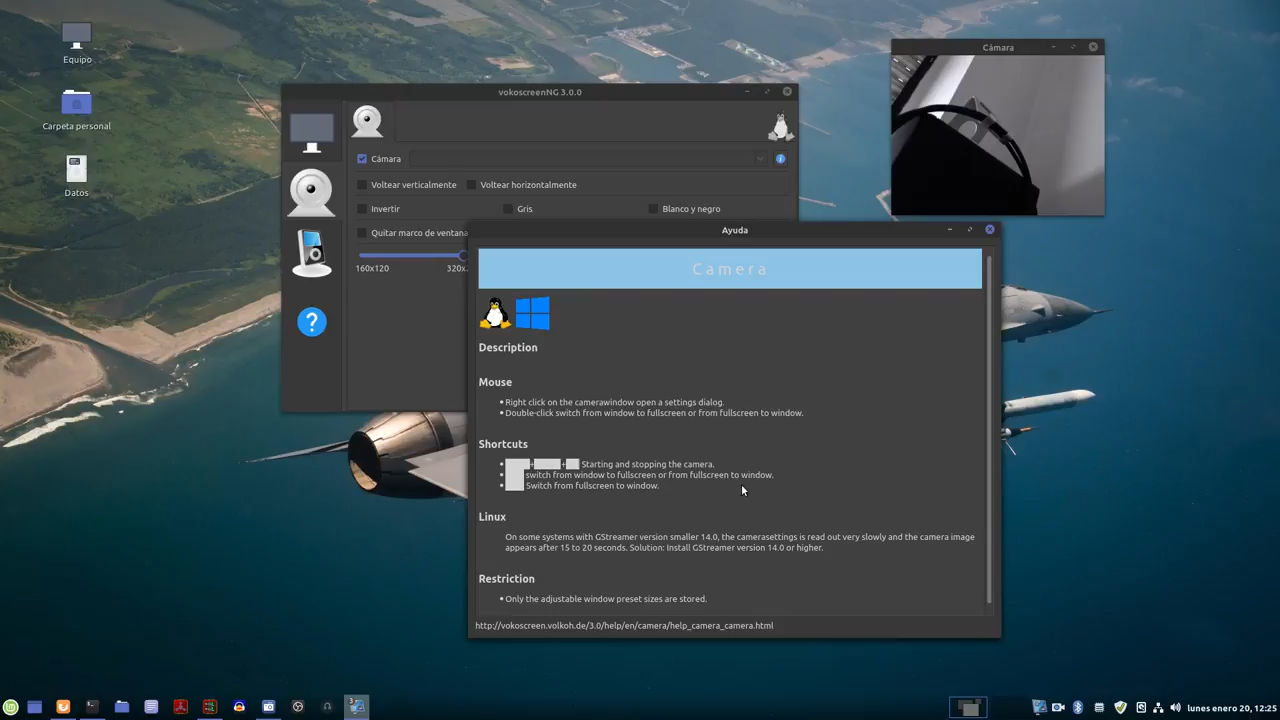 Equipo
Carpeta personal
Datos
vokoscreenNG 3.0.0
Cámara
Voltear verticalmente
Voltear horizontalmente
Invertir
Gris
Blanco y negro
Quitar marco de ventana
160x120
Cámara
Ayuda
Camera
Description
Mouse
Right click on the camerawindow open a settings dialog.
Double-click switch from window to fullscreen or from fullscreen to window.
Shortcuts
+ + Starting and stopping the camera.
switch from window to fullscreen or from fullscreen to window.
Switch from fullscreen to window.
Linux
On some systems with GStreamer version smaller 14.0, the camerasettings is read out very slowly and the camera image
appears after 15 to 20 seconds. Solution: Install GStreamer version 14.0 or higher.
Restriction
Only the adjustable window preset sizes are stored.
http://vokoscreen.volkoh.de/3.0/help/en/camera/help_camera_camera.html
lunes enero 20, 12:25